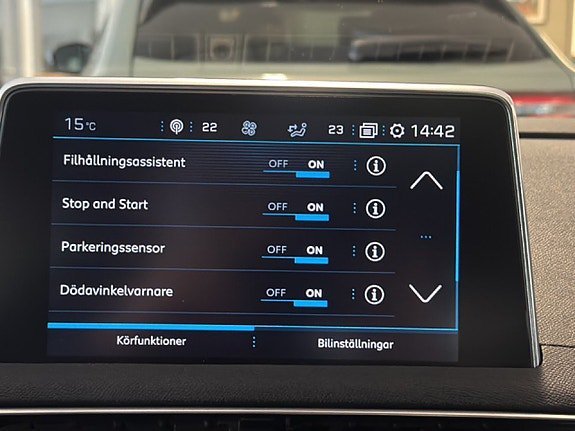 15°C 22 23 14:42
Filhållningsassistent OFF ON
Stop and Start OFF ON
Parkeringssensor OFF ON
Dödavinkelvarnare OFF ON
Körfunktioner Bilinställningar